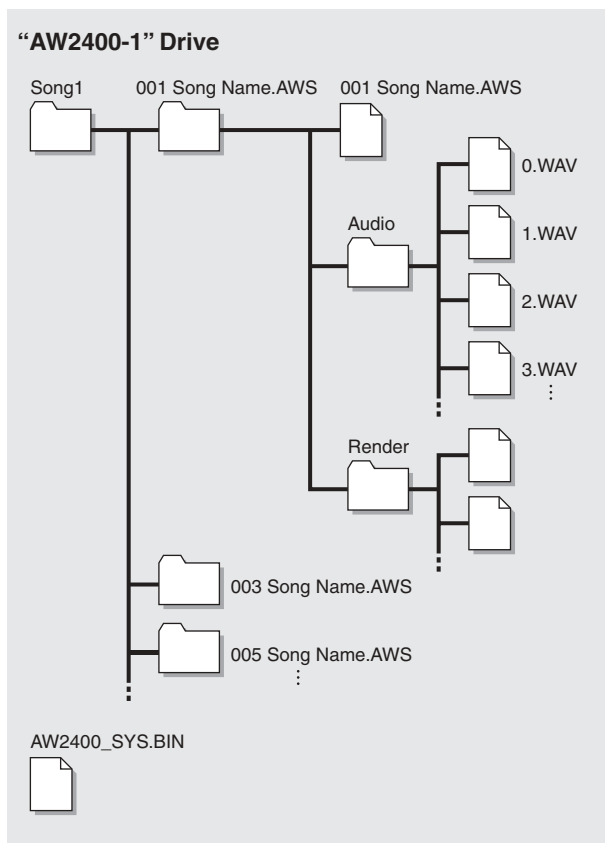 “AW2400-1” Drive
Song1
001 Song Name.AWS
001 Song Name.AWS
0.WAV
Audio
1.WAV
2.WAV
3.WAV
Render
003 Song Name.AWS
005 Song Name.AWS
AW2400_SYS.BIN